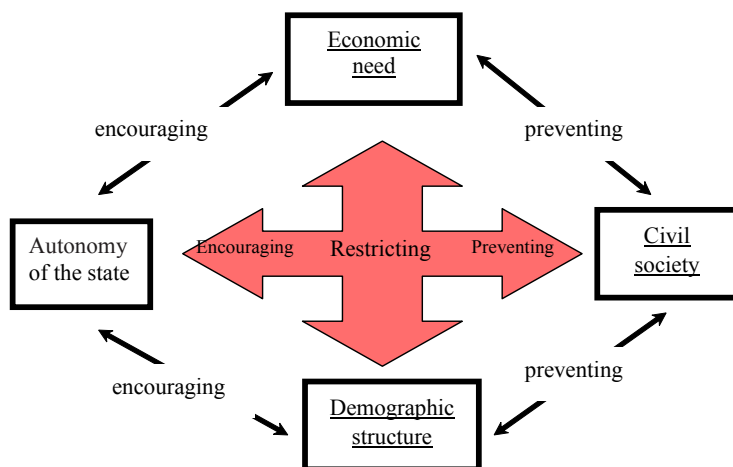 Economic
need
encouraging
preventing
Autonomy
of the state
Encouraging
Restricting
Preventing
Civil
society
encouraging
preventing
Demographic
structure